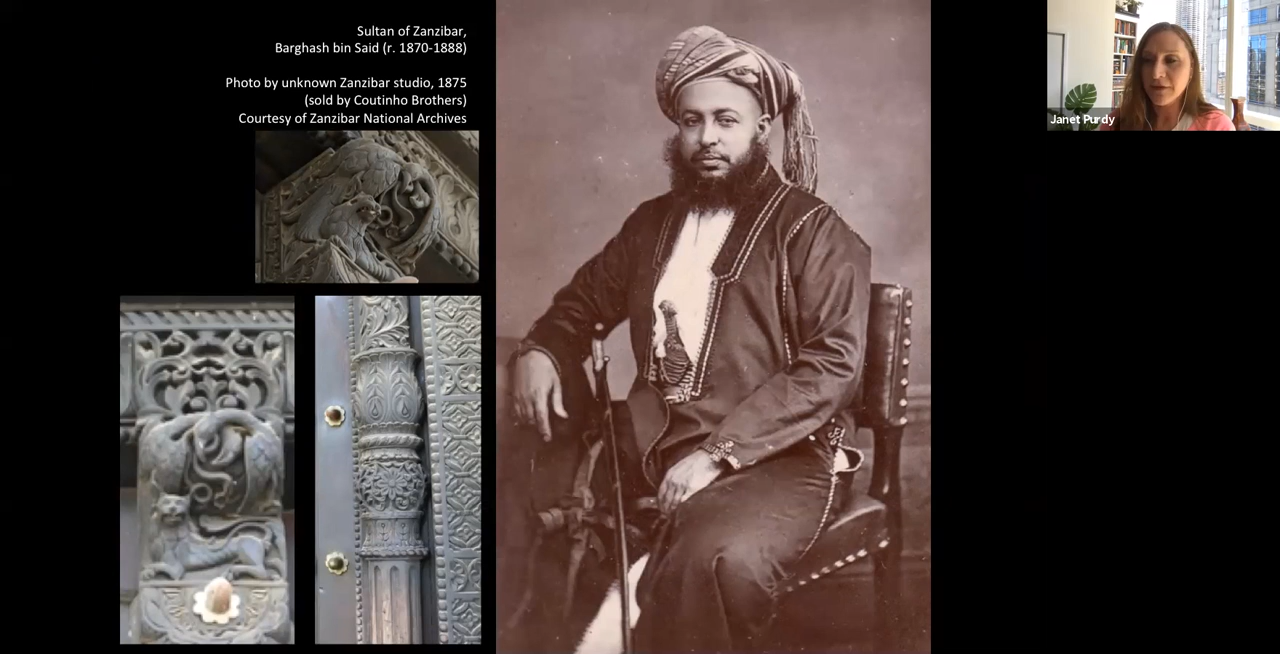 Sultan of Zanzibar,
Barghash bin Said (r. 1870-1888)
Photo by unknown Zanzibar studio, 1875
(sold by Coutinho Brothers)
Courtesy of Zanzibar National Archives
Janet Purdy